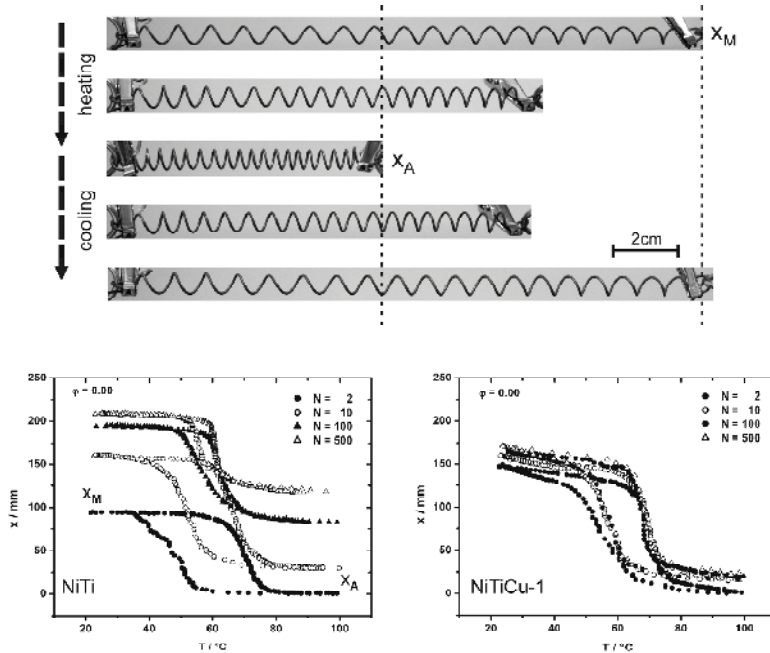 heating
cooling
x_M
x_A
2cm
φ = 0.00
N = 2
N = 10
N = 100
N = 500
x / mm
250
200
150
100
50
0
x_M
x_A
NiTi
20 40 60 80 100
T / °C
φ = 0.00
N = 2
N = 10
N = 100
N = 500
x / mm
250
200
150
100
50
0
NiTiCu-1
20 40 60 80 100
T / °C